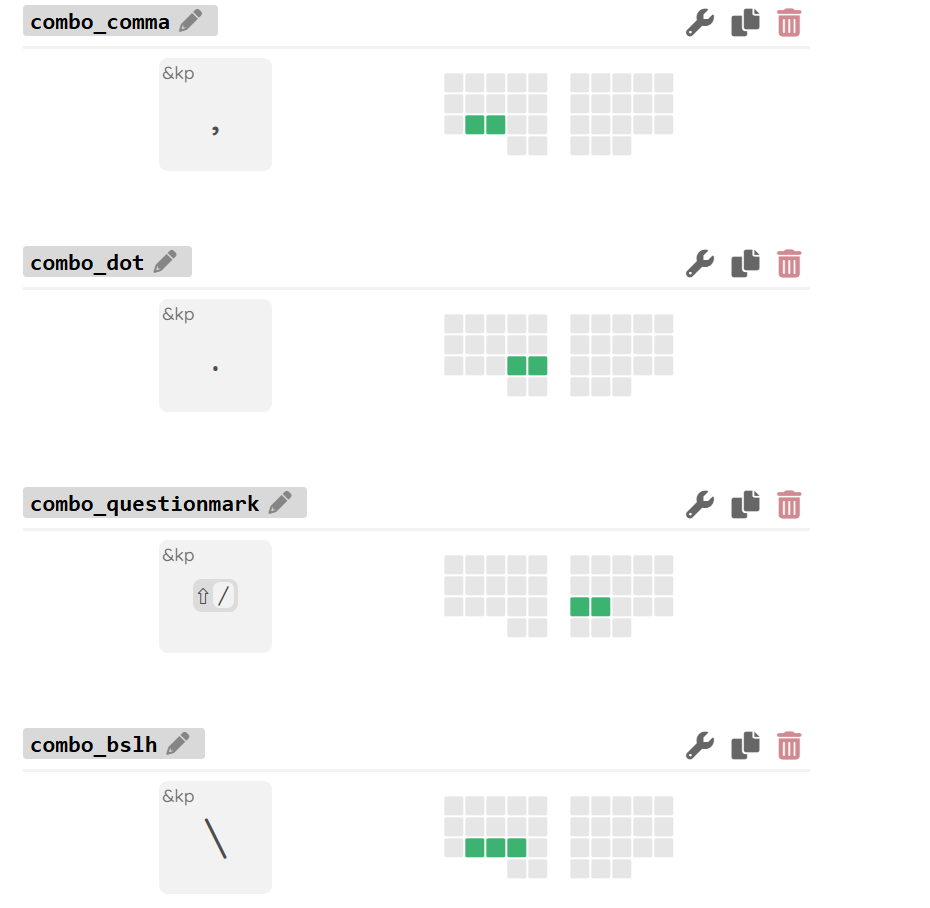 combo_comma
&kp
,
combo_dot
&kp
.
combo_questionmark
&kp
⇧ /
combo_bslh
&kp
\